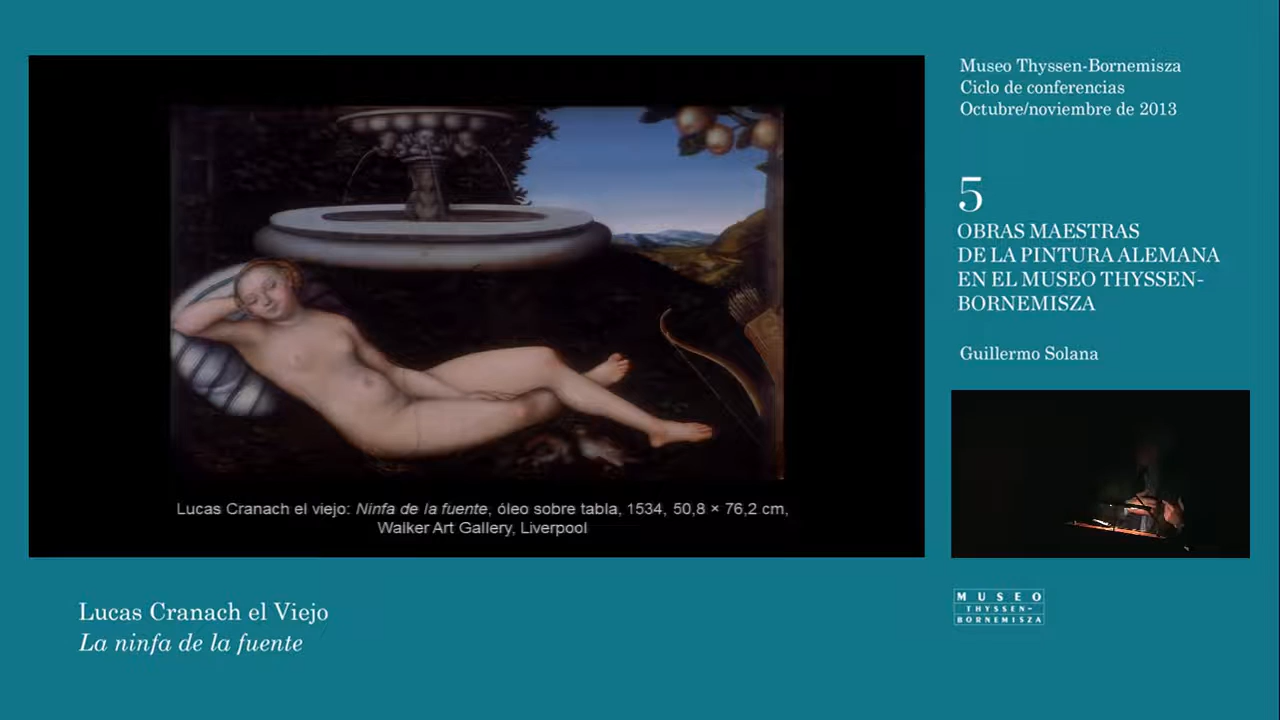 Museo Thyssen-Bornemisza
Ciclo de conferencias
Octubre/noviembre de 2013
5
OBRAS MAESTRAS
DE LA PINTURA ALEMANA
EN EL MUSEO THYSSEN-
BORNEMISZA
Guillermo Solana
Lucas Cranach el viejo: Ninfa de la fuente, óleo sobre tabla, 1534, 50,8 × 76,2 cm,
Walker Art Gallery, Liverpool
Lucas Cranach el Viejo
La ninfa de la fuente
MUSEO
THYSSEN-
BORNEMISZA